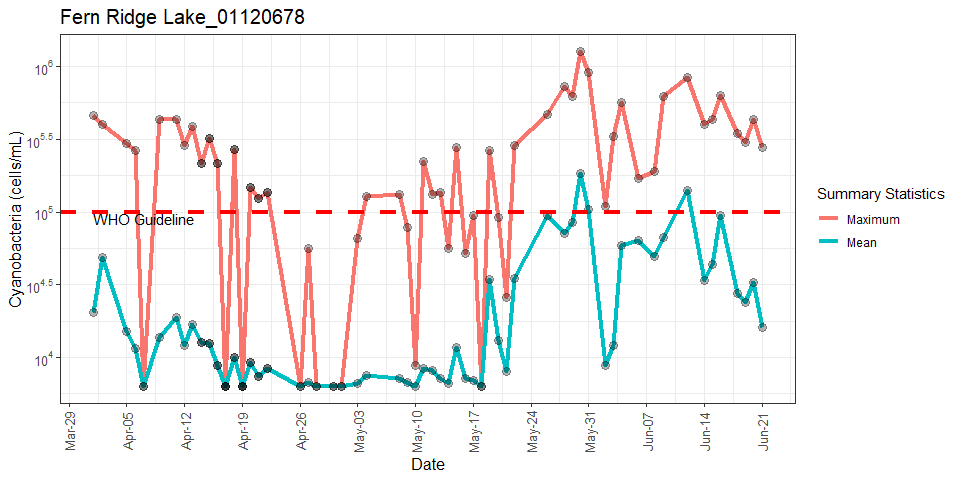 Fern Ridge Lake_01120678
Cyanobacteria (cells/mL)
10^6
10^5.5
10^5
10^4.5
10^4
WHO Guideline
Mar-29
Apr-05
Apr-12
Apr-19
Apr-26
May-03
May-10
May-17
May-24
May-31
Jun-07
Jun-14
Jun-21
Date
Summary Statistics
Maximum
Mean